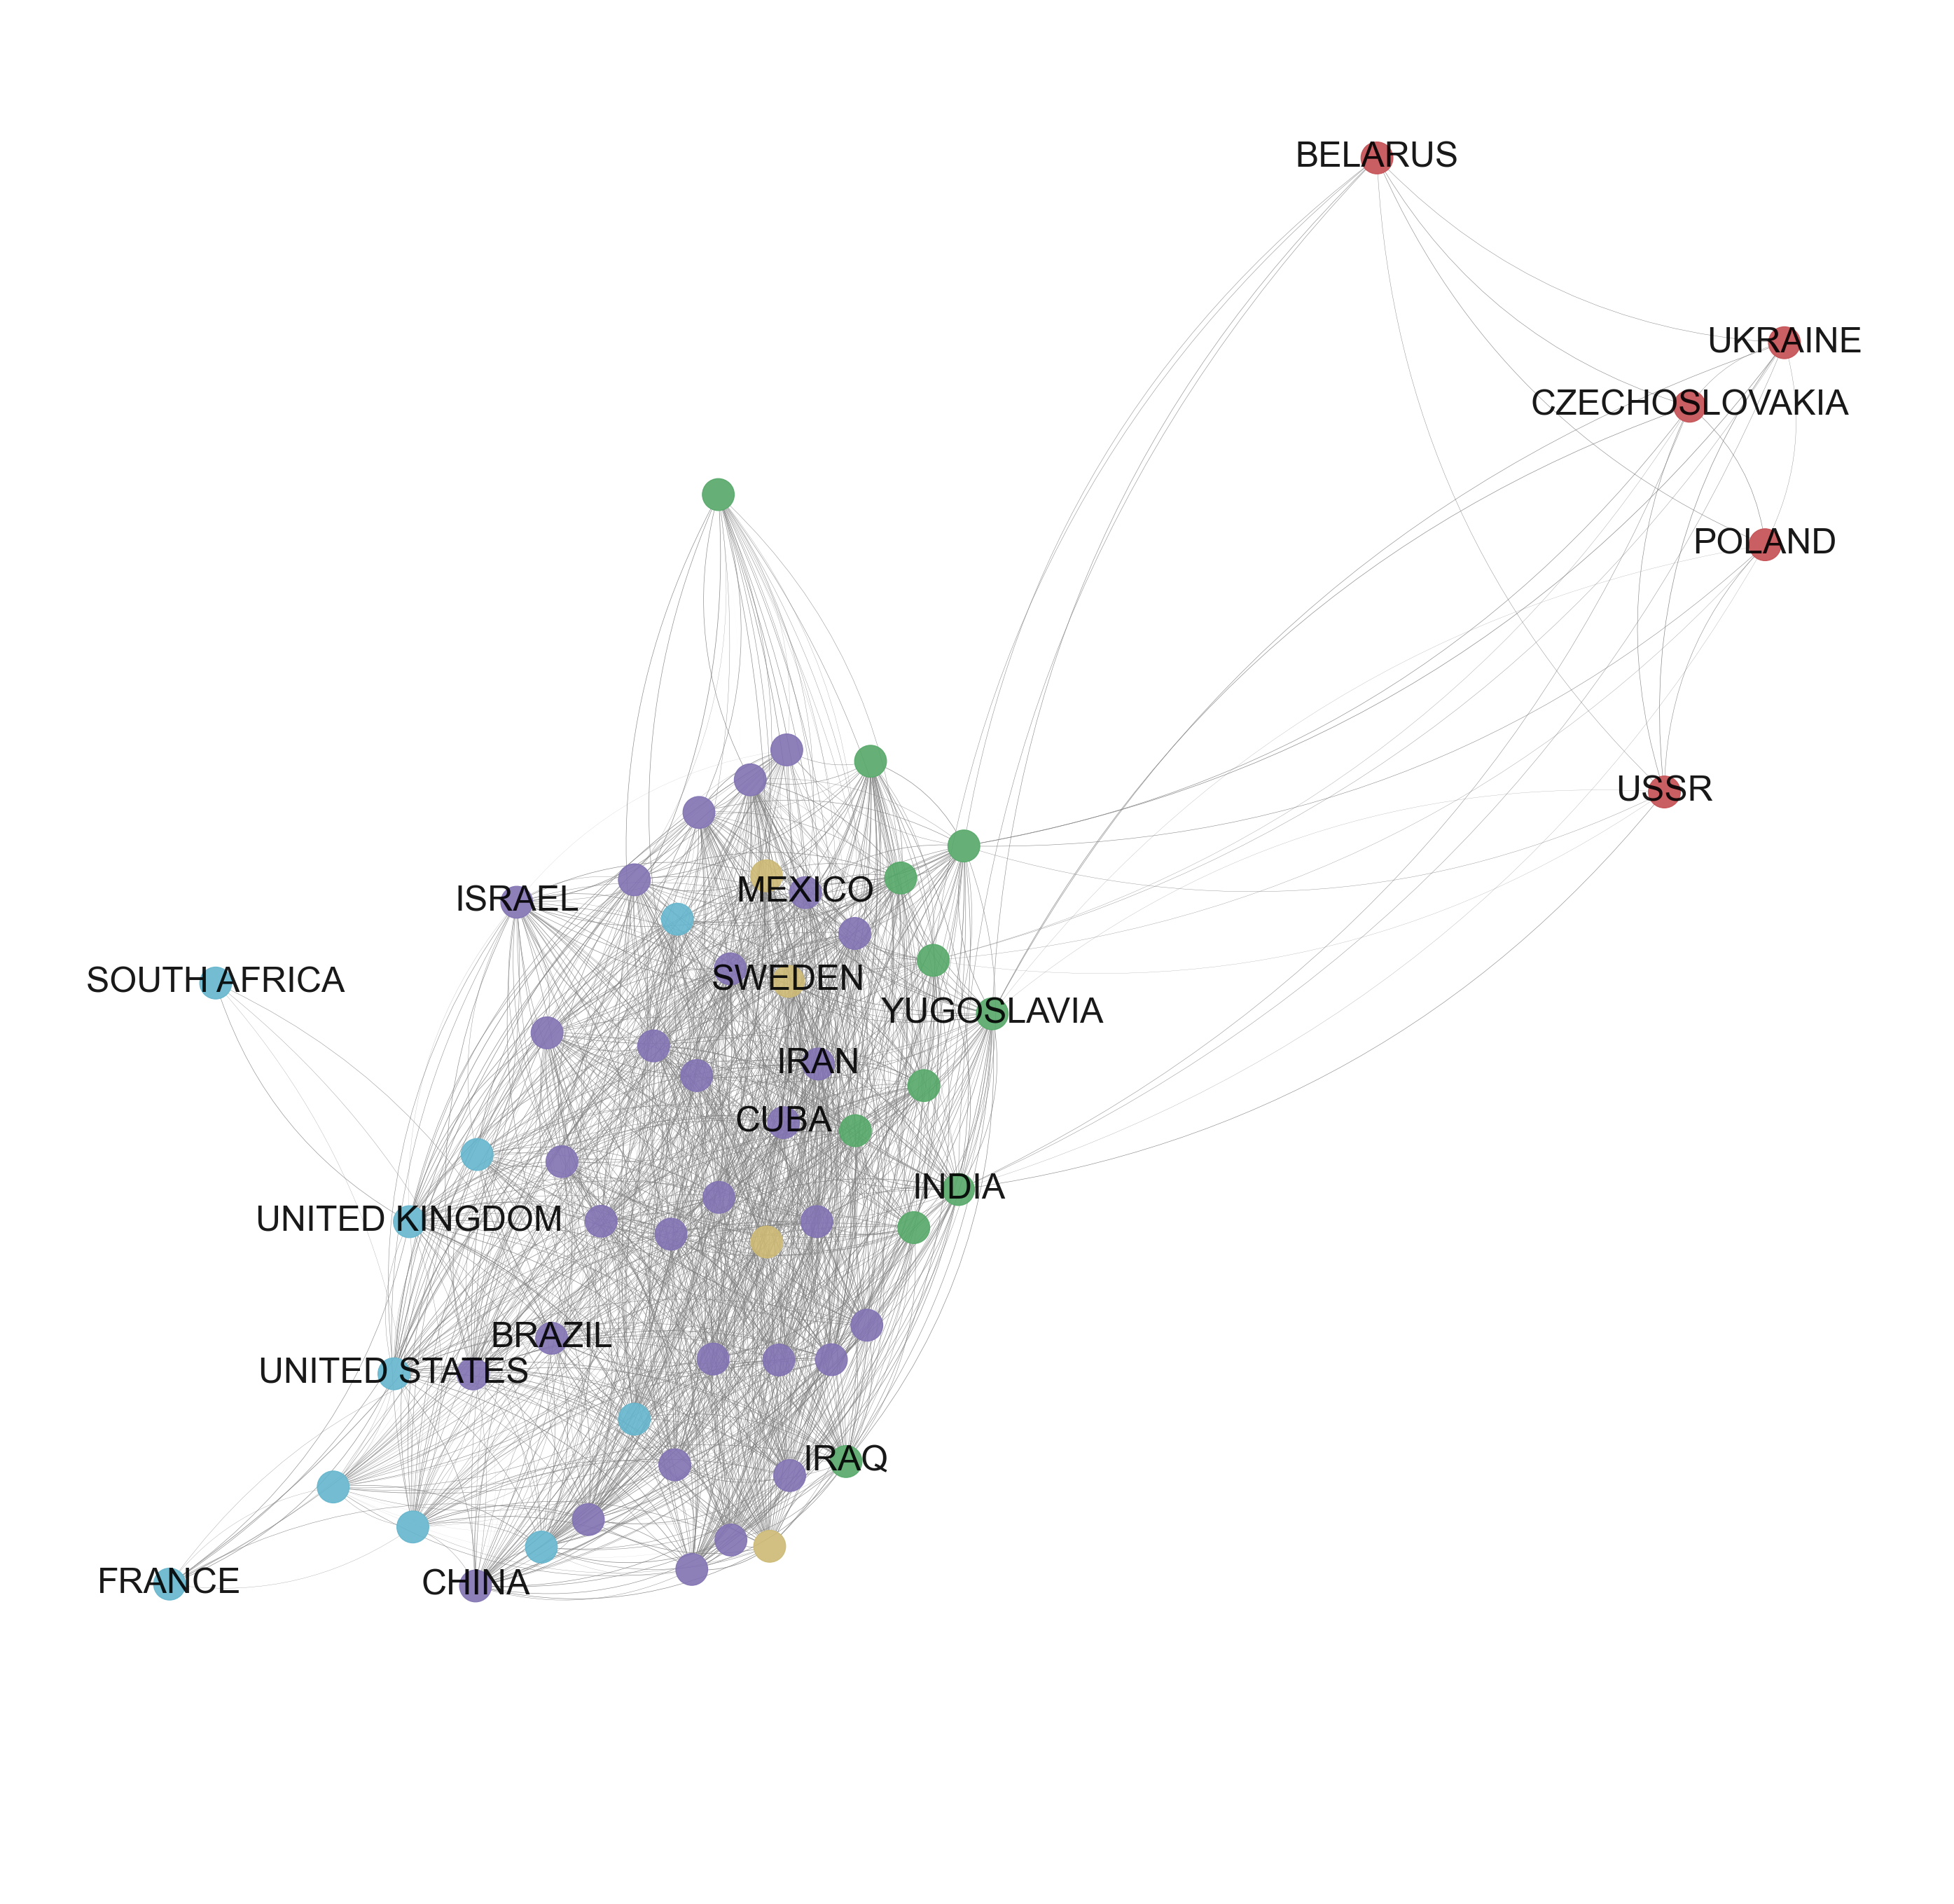 BELARUS
UKRAINE
CZECHOSLOVAKIA
POLAND
USSR
MEXICO
ISRAEL
SWEDEN
SOUTH AFRICA
YUGOSLAVIA
IRAN
CUBA
INDIA
UNITED KINGDOM
BRAZIL
UNITED STATES
IRAQ
FRANCE
CHINA